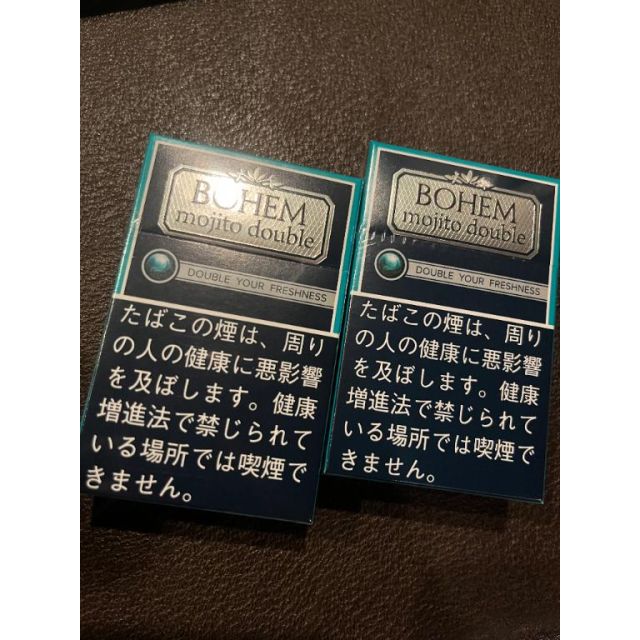 BOHEM
mojito double
DOUBLE YOUR FRESHNESS
たばこの煙は、周り
の人の健康に悪影響
を及ぼします。健康
増進法で禁じられて
いる場所では喫煙で
きません。
BOHEM
mojito double
DOUBLE YOUR FRESHNESS
たばこの煙は、周り
の人の健康に悪影響
を及ぼします。健康
増進法で禁じられて
いる場所では喫煙で
きません。